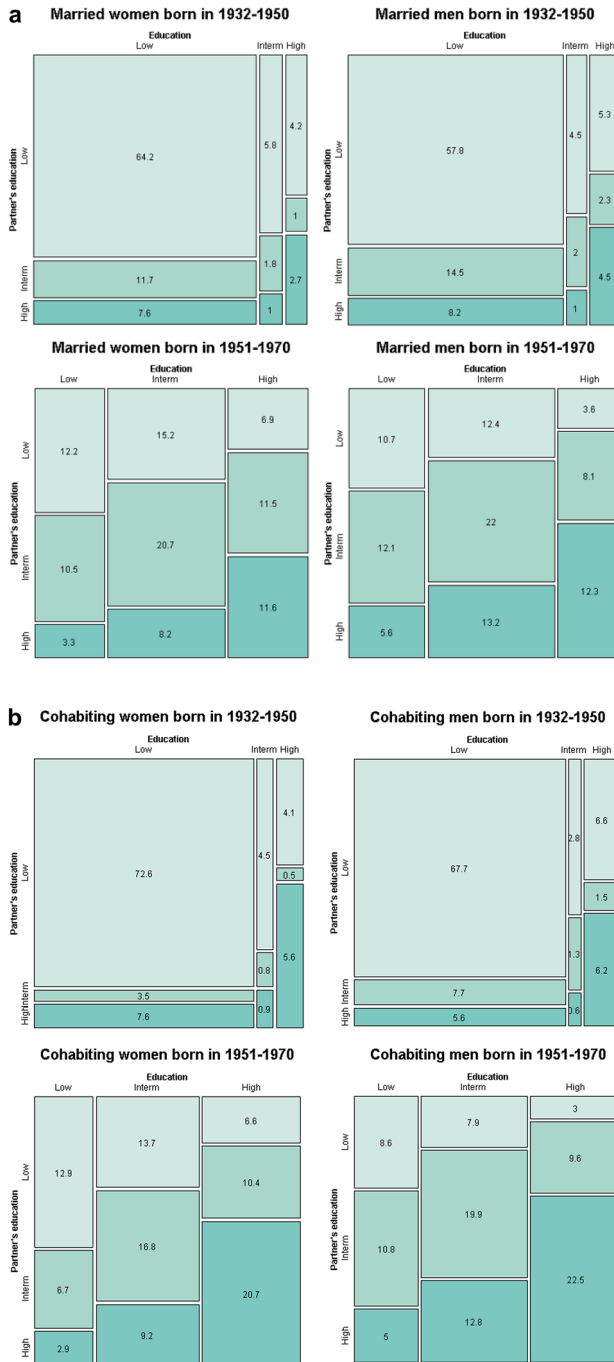 a
Married women born in 1932-1950
Education
Low Interm High
Partner's education
Low
Interm
High
64.2 5.8 4.2
11.7 1.8 1
7.6 1 2.7
Married men born in 1932-1950
Education
Low Interm High
Partner's education
Low
Interm
High
57.8 4.5 5.3
14.5 2 2.3
8.2 1 4.5
Married women born in 1951-1970
Education
Low Interm High
Partner's education
Low
Interm
High
12.2 15.2 6.9
10.5 20.7 11.5
3.3 8.2 11.6
Married men born in 1951-1970
Education
Low Interm High
Partner's education
Low
Interm
High
10.7 12.4 3.6
12.1 22 8.1
5.6 13.2 12.3
b
Cohabiting women born in 1932-1950
Education
Low Interm High
Partner's education
Low
Interm
High
72.6 4.5 4.1
3.5 0.8 0.5
7.6 0.9 5.6
Cohabiting men born in 1932-1950
Education
Low Interm High
Partner's education
Low
Interm
High
67.7 2.8 6.6
7.7 1.3 1.5
5.6 0.6 6.2
Cohabiting women born in 1951-1970
Education
Low Interm High
Partner's education
Low
Interm
High
12.9 13.7 6.6
6.7 16.8 10.4
2.9 9.2 20.7
Cohabiting men born in 1951-1970
Education
Low Interm High
Partner's education
Low
Interm
High
8.6 7.9 3
10.8 19.9 9.6
5 12.8 22.5